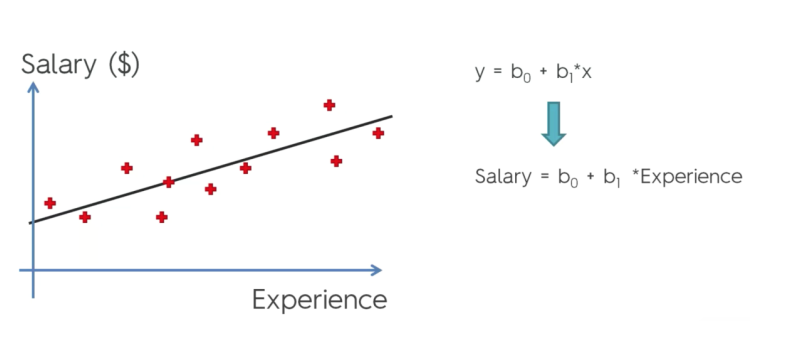 Salary ($)
Experience
y = b₀ + b₁*x
Salary = b₀ + b₁ *Experience